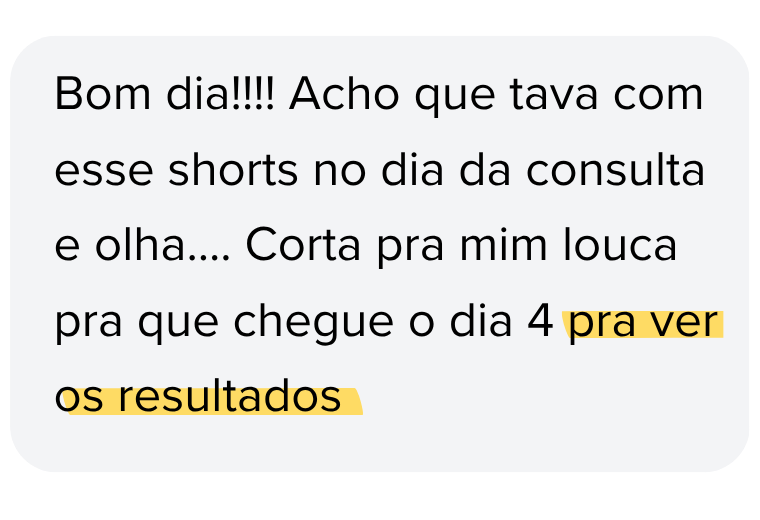 Bom dia!!!! Acho que tava com
esse shorts no dia da consulta
e olha.... Corta pra mim louca
pra que chegue o dia 4 pra ver
os resultados